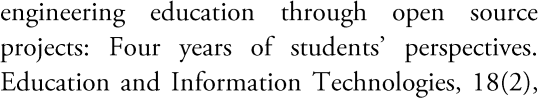 engineering education through open source
projects: Four years of students’ perspectives.
Education and Information Technologies, 18(2),